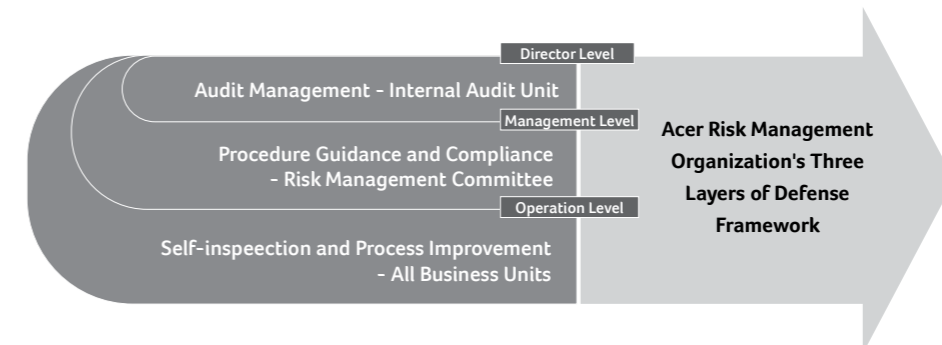 Director Level
Audit Management - Internal Audit Unit
Management Level
Procedure Guidance and Compliance
- Risk Management Committee
Operation Level
Self-inspeection and Process Improvement
- All Business Units
Acer Risk Management
Organization's Three
Layers of Defense
Framework